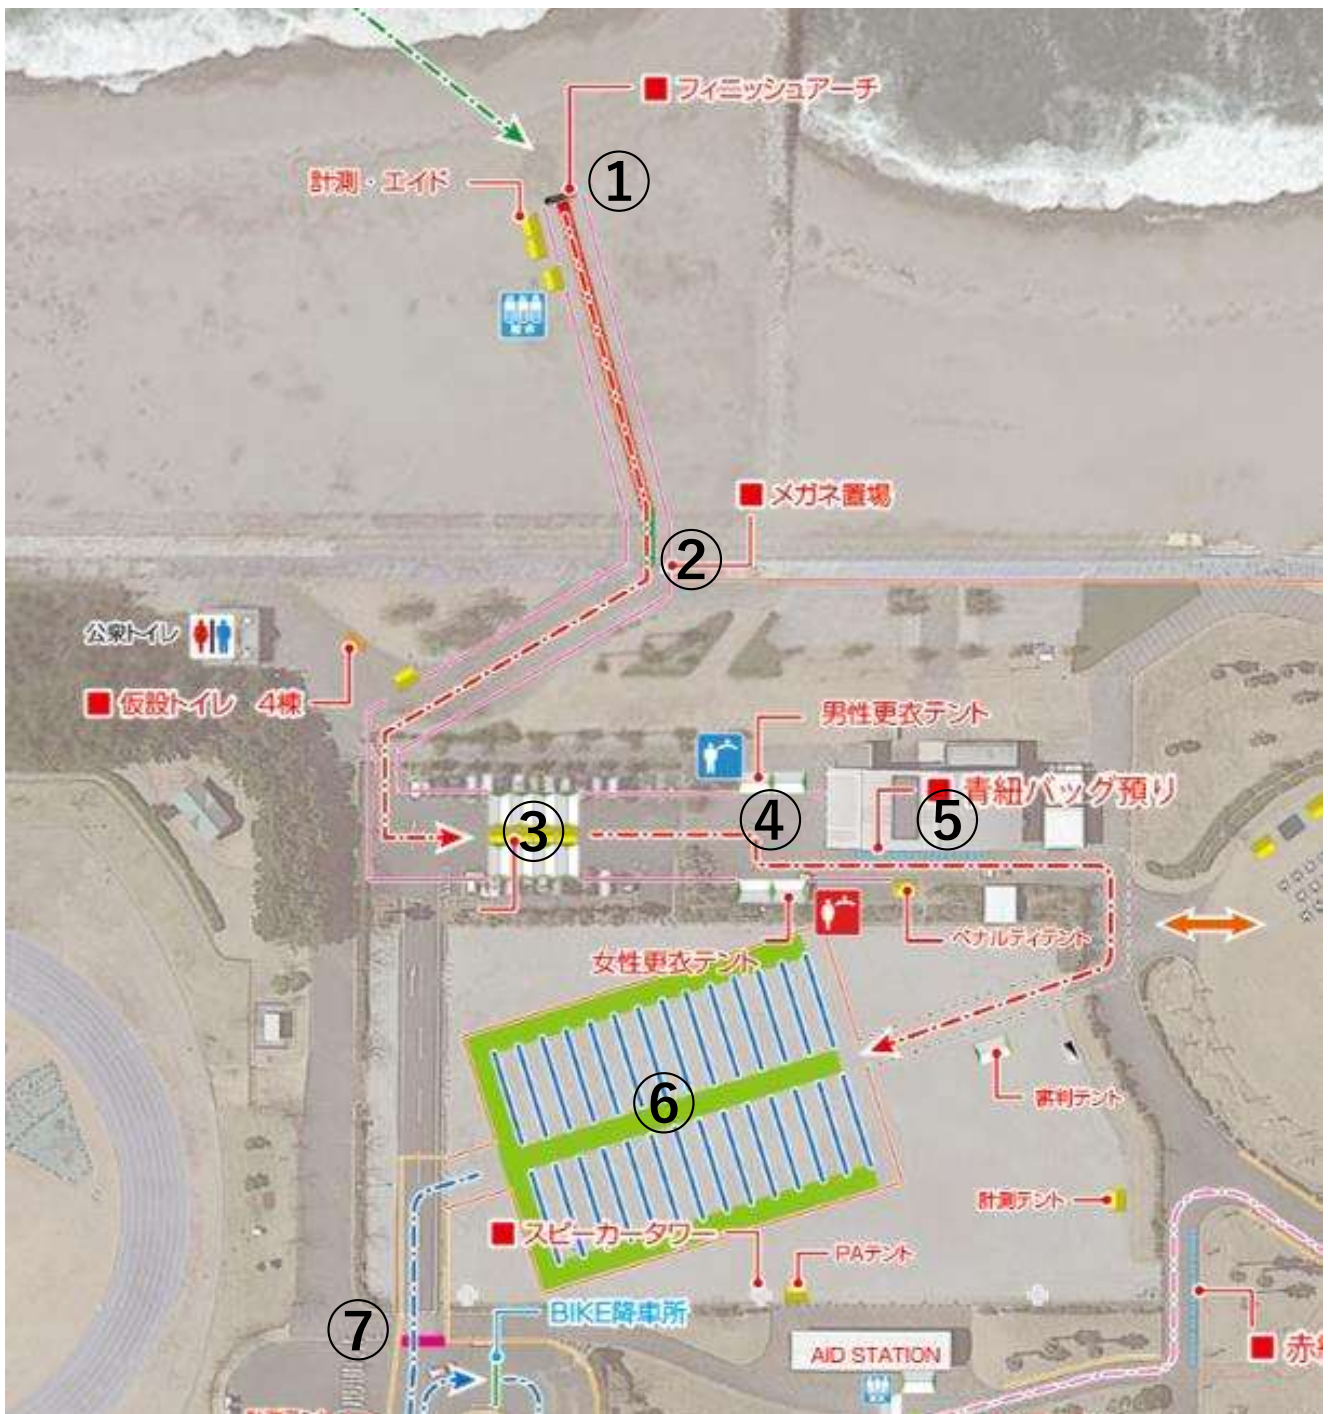 フィニッシュアーチ
①
計測・エイド
給水
メガネ置場
②
公衆トイレ
仮設トイレ 4棟
男性更衣テント
青紐バッグ預り
③
④
⑤
女性更衣テント
ペナルティテント
⑥
審判テント
計測テント
スピーカータワー
PAテント
⑦
BIKE降車所
AID STATION